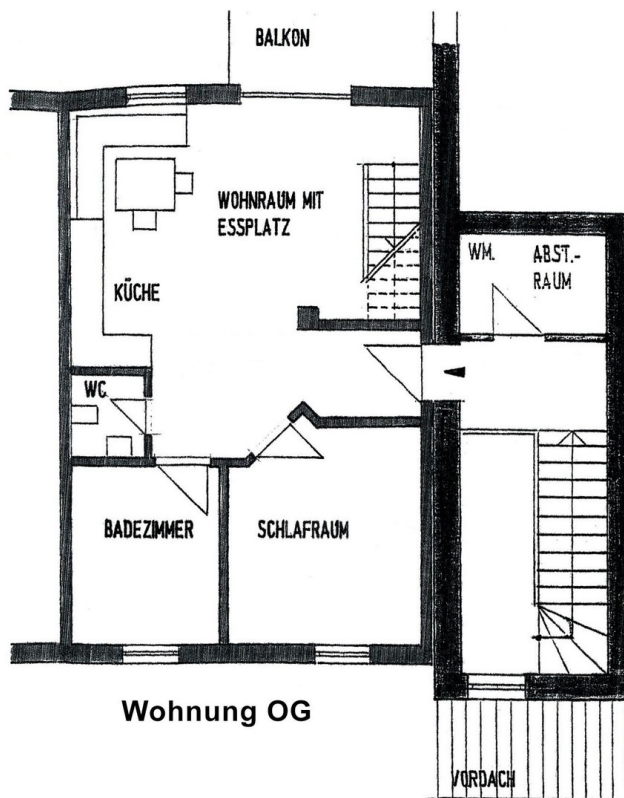 BALKON
WOHNRAUM MIT
ESSPLATZ
WM.
ABST.-
RAUM
KÜCHE
WC
BADEZIMMER
SCHLAFRAUM
Wohnung OG
VORDACH